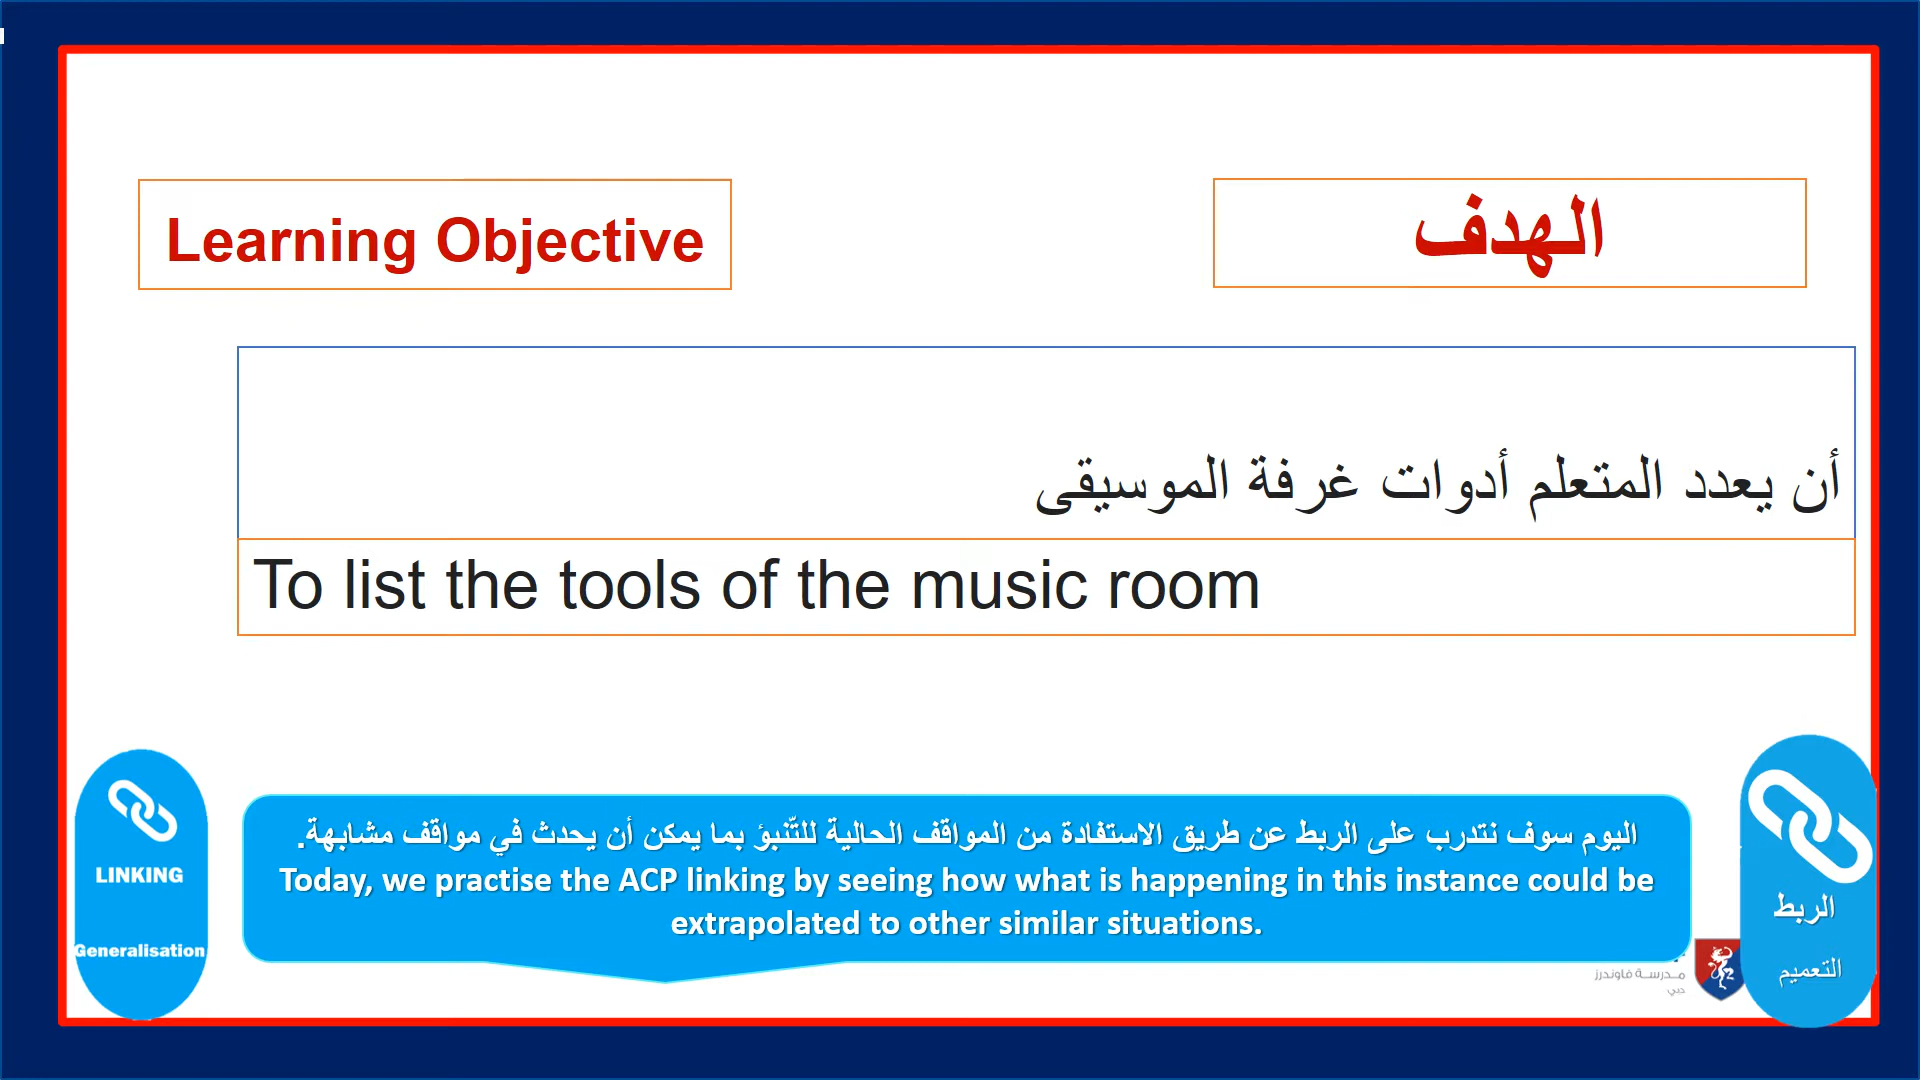 Learning Objective
الهدف
أن يعدد المتعلم أدوات غرفة الموسيقى
To list the tools of the music room
LINKING
Generalisation
اليوم سوف نتدرب على الربط عن طريق الاستفادة من المواقف الحالية للتّنبؤ بما يمكن أن يحدث في مواقف مشابهة.
Today, we practise the ACP linking by seeing how what is happening in this instance could be
extrapolated to other similar situations.
الربط
التعميم
مدرسة فاوندرز
دبي